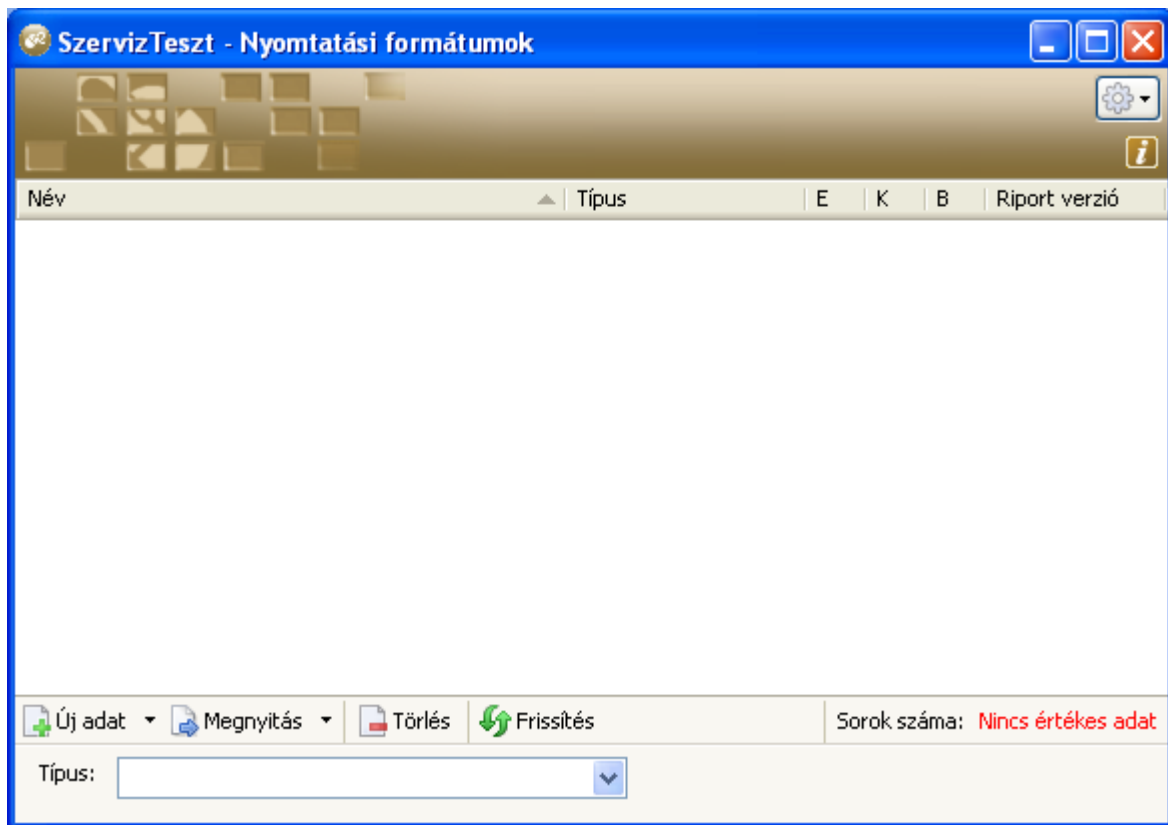 SzervizTeszt - Nyomtatási formátumok
Név Típus E K B Riport verzió
Új adat Megnyitás Törlés Frissítés Sorok száma: Nincs értékes adat
Típus: